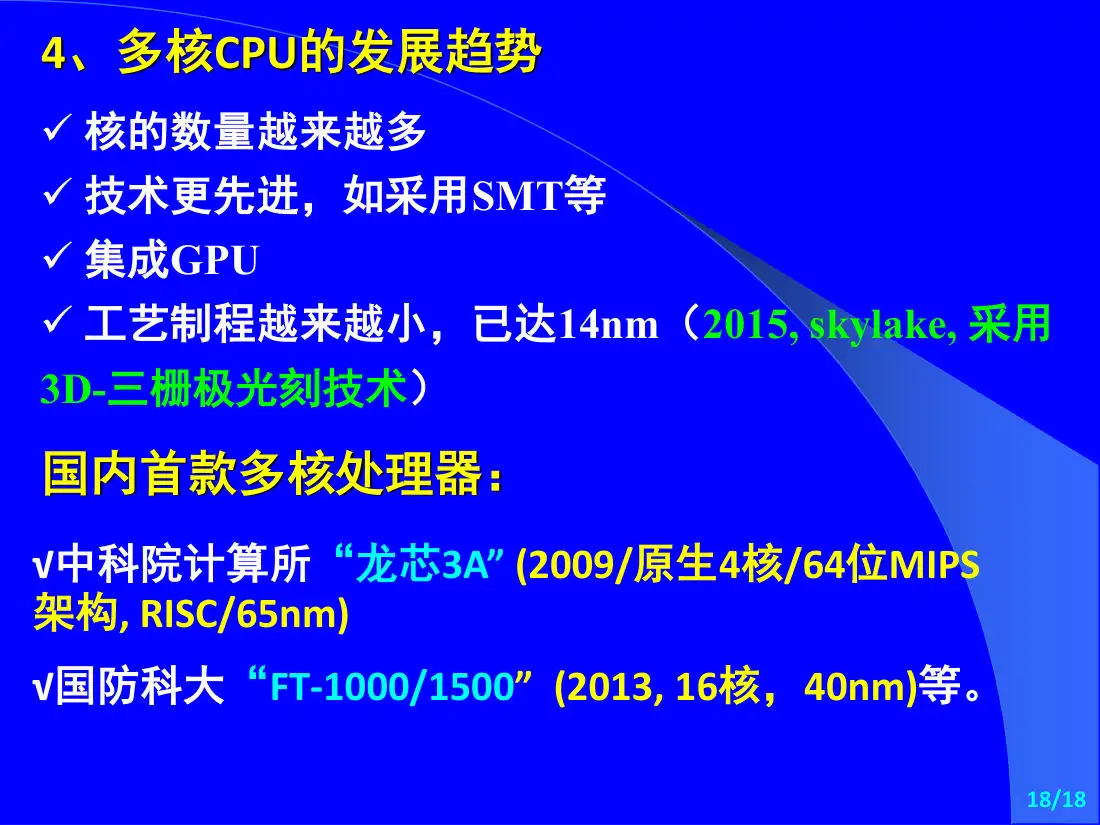 4、多核CPU的发展趋势
✓ 核的数量越来越多
✓ 技术更先进，如采用SMT等
✓ 集成GPU
✓ 工艺制程越来越小，已达14nm（2015, skylake, 采用
3D-三栅极光刻技术）
国内首款多核处理器：
√中科院计算所“龙芯3A” (2009/原生4核/64位MIPS
架构, RISC/65nm)
√国防科大“FT-1000/1500” (2013, 16核，40nm)等。
18/18